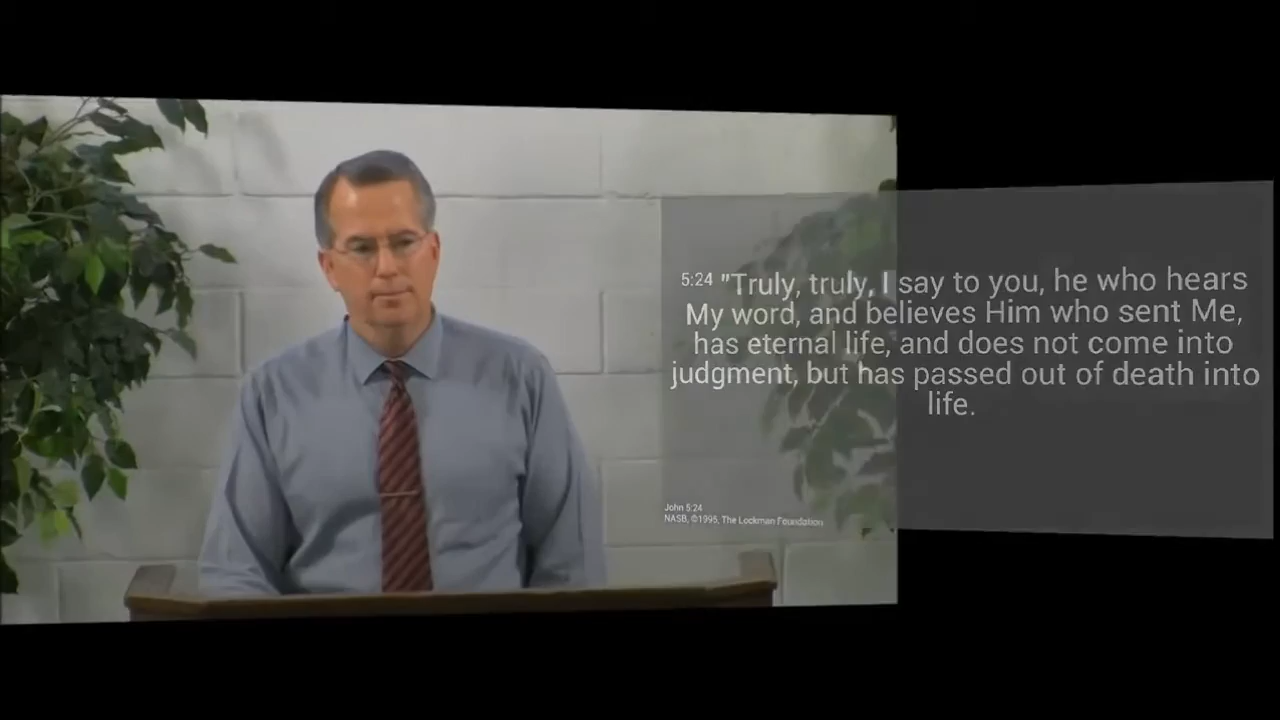 5:24 "Truly, truly, I say to you, he who hears
My word, and believes Him who sent Me,
has eternal life, and does not come into
judgment, but has passed out of death into
life.
John 5:24
NASB, ©1995, The Lockman Foundation